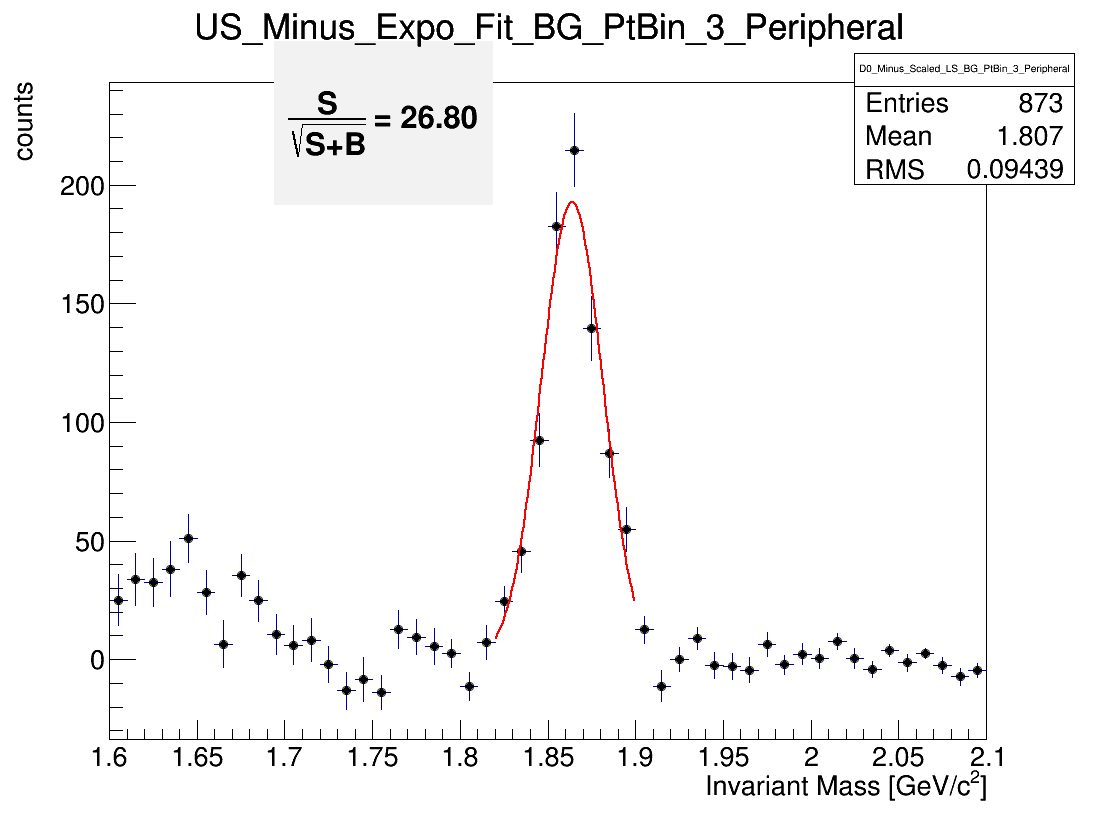 US_Minus_Expo_Fit_BG_PtBin_3_Peripheral
counts
S
√S+B
= 26.80
D0_Minus_Scaled_LS_BG_PtBin_3_Peripheral
Entries 873
Mean 1.807
RMS 0.09439
200
150
100
50
0
1.6 1.65 1.7 1.75 1.8 1.85 1.9 1.95 2 2.05 2.1
Invariant Mass [GeV/c²]